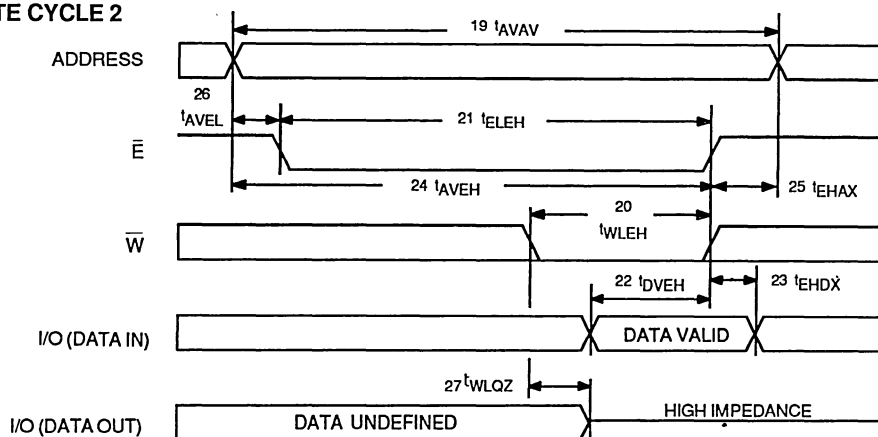 TE CYCLE 2
19 tAVAV
ADDRESS
26
tAVEL
21 tELEH
E̅
24 tAVEH
25 tEHAX
20
W̅
tWLEH
22 tDVEH
23 tEHDX
I/O (DATA IN)
DATA VALID
27 tWLQZ
HIGH IMPEDANCE
I/O (DATA OUT)
DATA UNDEFINED